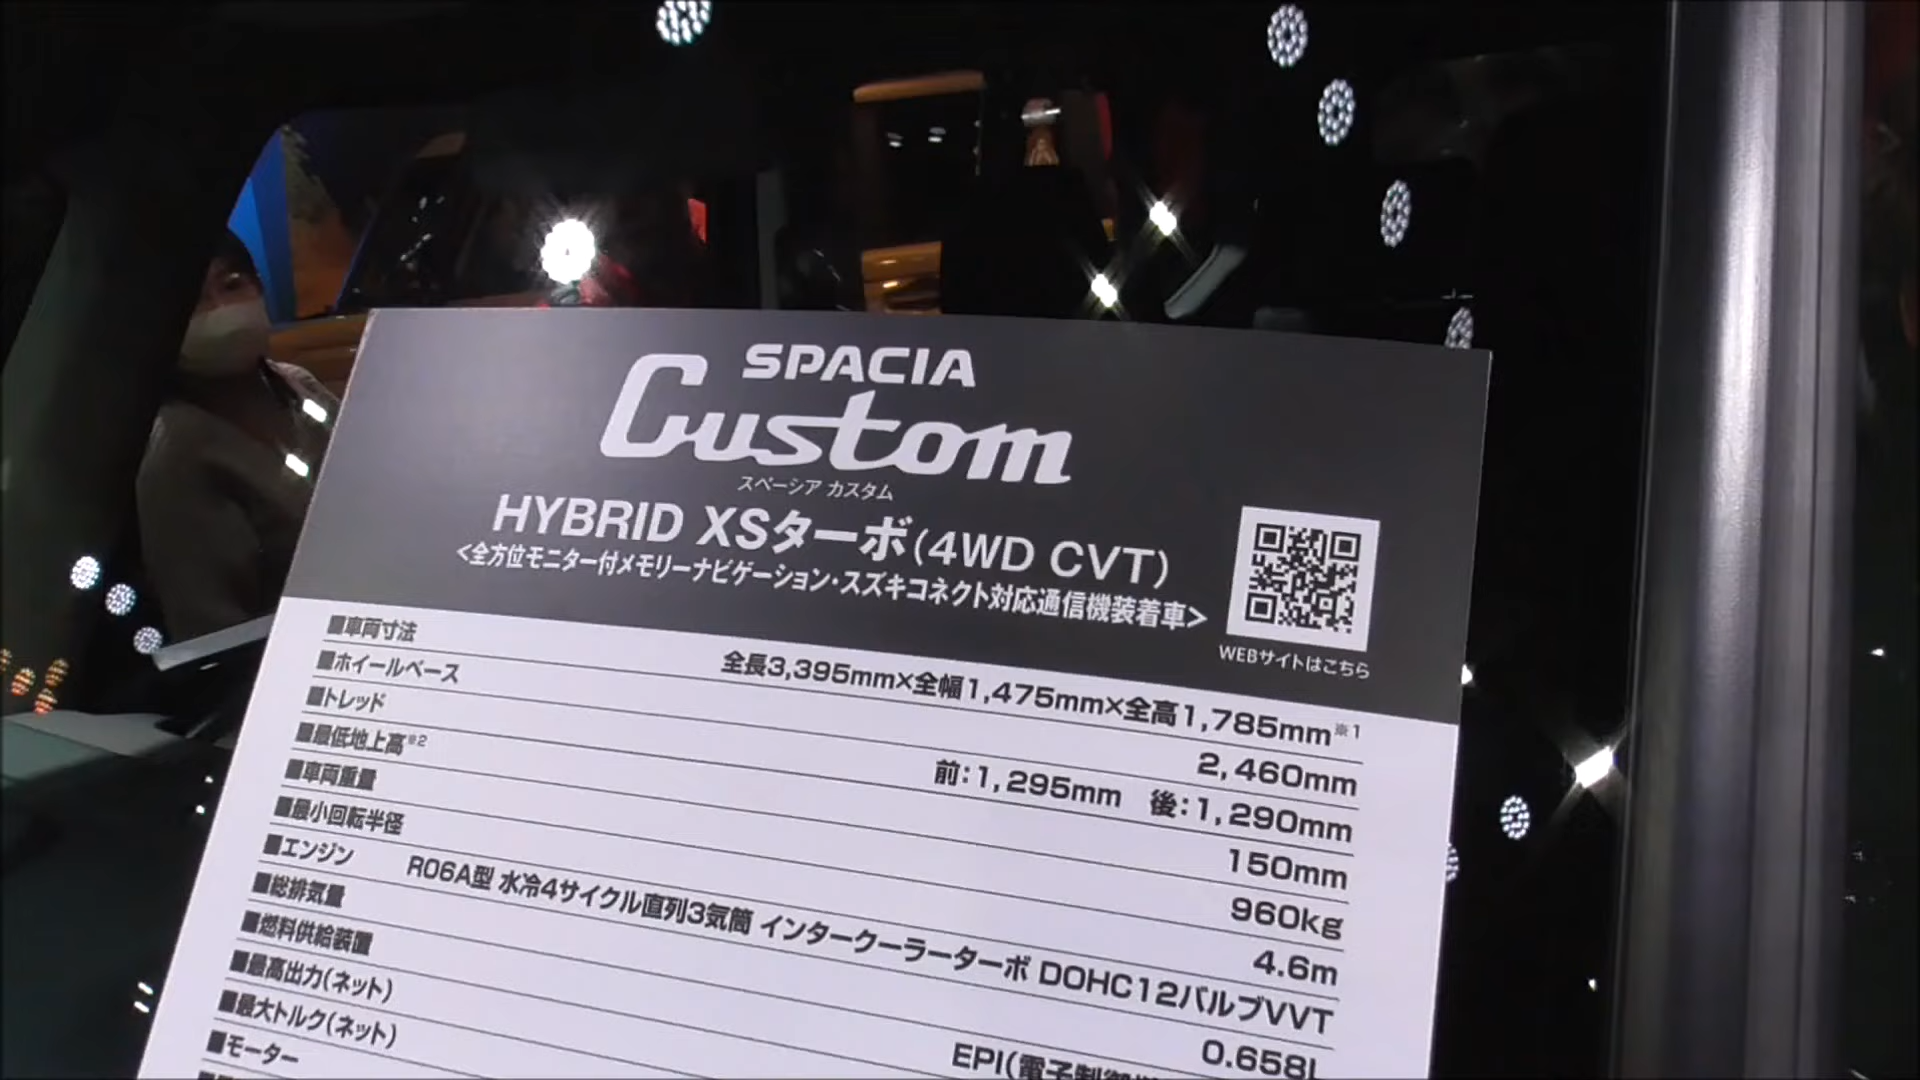 SPACIA
Custom
スペーシア カスタム
HYBRID XSターボ(4WD CVT)
<全方位モニター付メモリーナビゲーション・スズキコネクト対応通信機装着車>
WEBサイトはこちら
■車両寸法 全長3,395mm×全幅1,475mm×全高1,785mm※1
■ホイールベース 2,460mm
■トレッド 前:1,295mm 後:1,290mm
■最低地上高※2 150mm
■車両重量 960kg
■最小回転半径 4.6m
■エンジン R06A型 水冷4サイクル直列3気筒 インタークーラーターボ DOHC12バルブVVT
■総排気量 0.658L
■燃料供給装置 EPI(電子制御
■最高出力(ネット)
■最大トルク(ネット)
■モーター